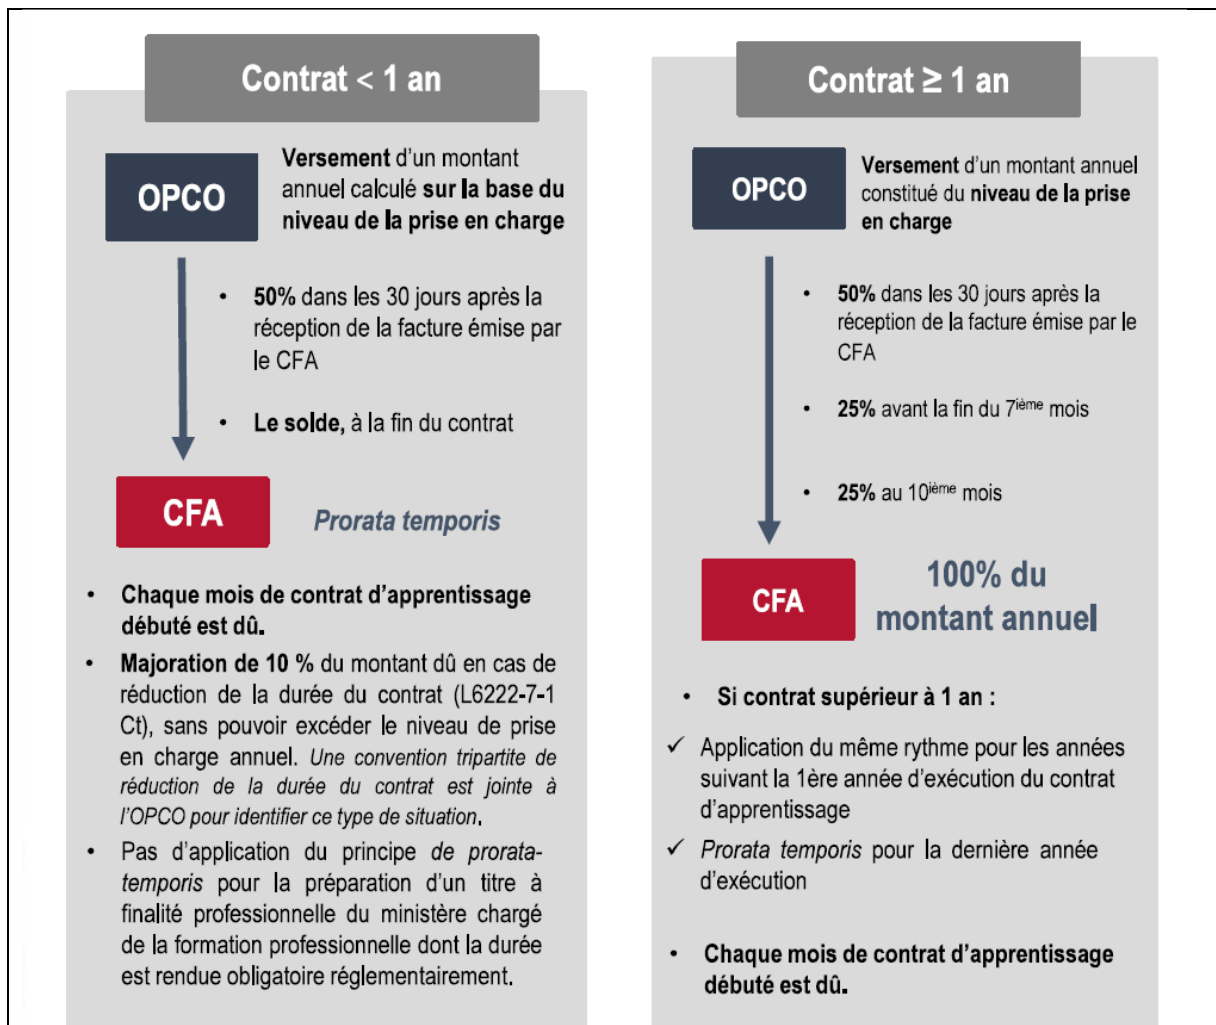 Contrat < 1 an
OPCO
Versement d’un montant
annuel calculé sur la base du
niveau de la prise en charge
• 50% dans les 30 jours après la
réception de la facture émise par
le CFA
• Le solde, à la fin du contrat
CFA
Prorata temporis
• Chaque mois de contrat d’apprentissage
débuté est dû.
• Majoration de 10 % du montant dû en cas de
réduction de la durée du contrat (L6222-7-1
Ct), sans pouvoir excéder le niveau de prise
en charge annuel. Une convention tripartite de
réduction de la durée du contrat est jointe à
l’OPCO pour identifier ce type de situation.
• Pas d’application du principe de prorata-
temporis pour la préparation d’un titre à
finalité professionnelle du ministère chargé
de la formation professionnelle dont la durée
est rendue obligatoire réglementairement.
Contrat ≥ 1 an
OPCO
Versement d’un montant annuel
constitué du niveau de la prise
en charge
• 50% dans les 30 jours après la
réception de la facture émise par le
CFA
• 25% avant la fin du 7ième mois
• 25% au 10ième mois
CFA
100% du
montant annuel
• Si contrat supérieur à 1 an :
✓ Application du même rythme pour les années
suivant la 1ère année d’exécution du contrat
d’apprentissage
✓ Prorata temporis pour la dernière année
d’exécution
• Chaque mois de contrat d’apprentissage
débuté est dû.